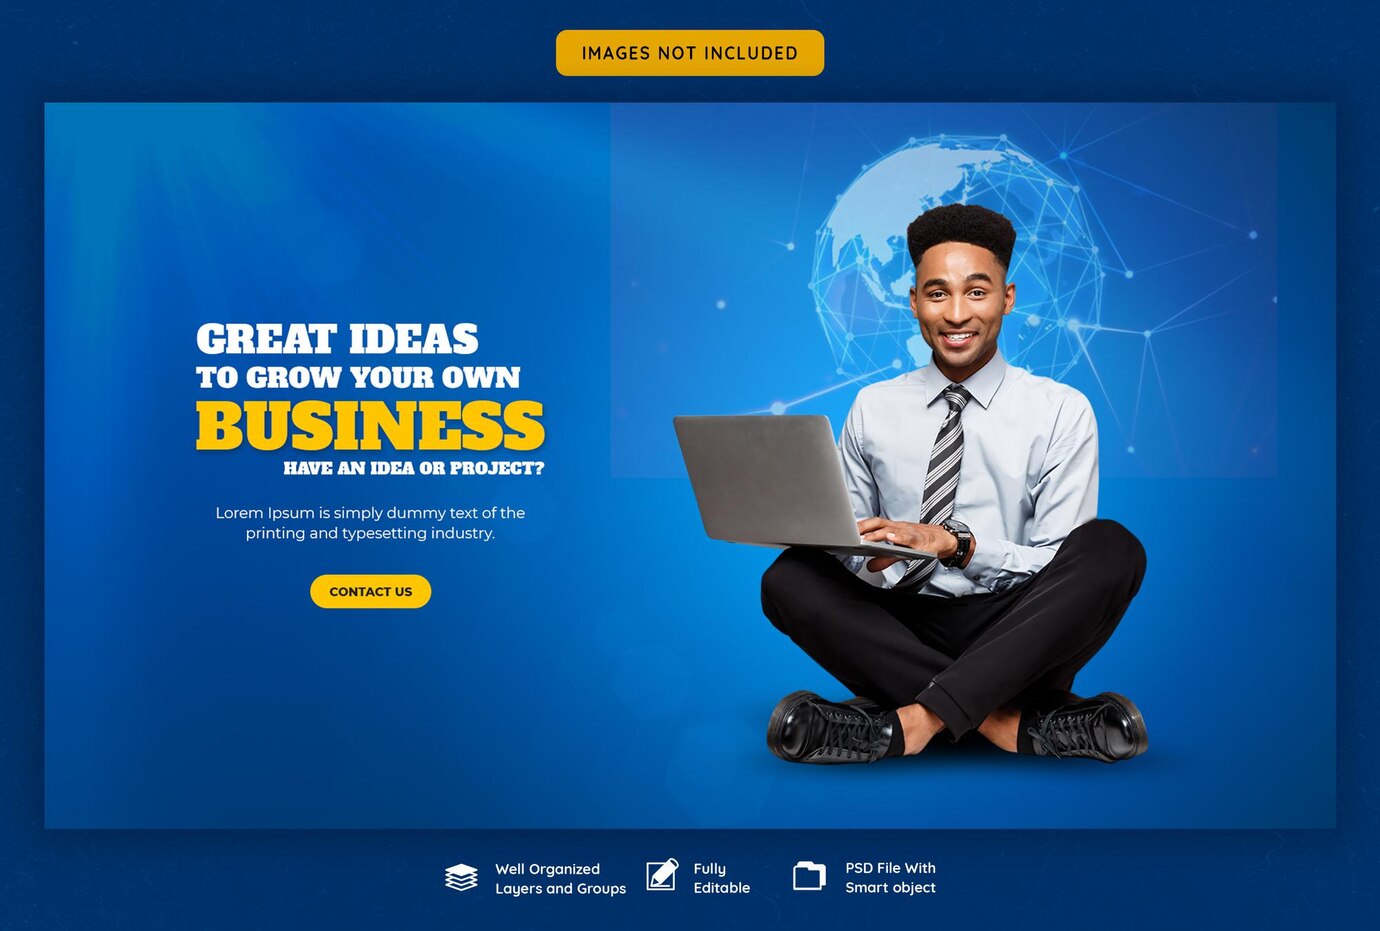 IMAGES NOT INCLUDED
GREAT IDEAS
TO GROW YOUR OWN
BUSINESS
HAVE AN IDEA OR PROJECT?
Lorem Ipsum is simply dummy text of the
printing and typesetting industry.
CONTACT US
Well Organized
Layers and Groups
Fully
Editable
PSD File With
Smart object